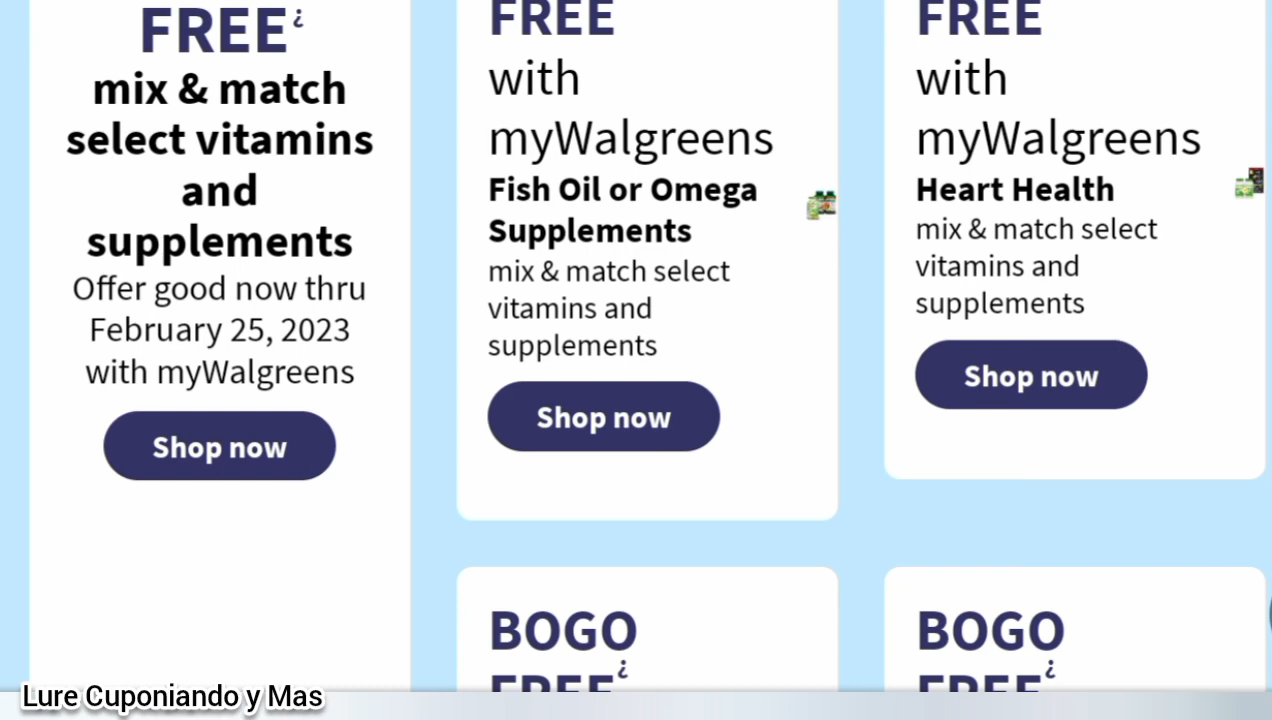 FREE¿
mix & match
select vitamins
and
supplements
Offer good now thru
February 25, 2023
with myWalgreens
Shop now
FREE
with
myWalgreens
Fish Oil or Omega
Supplements
mix & match select
vitamins and
supplements
Shop now
FREE
with
myWalgreens
Heart Health
mix & match select
vitamins and
supplements
Shop now
BOGO
FREE¿
BOGO
FREE¿
Lure Cuponiando y Mas